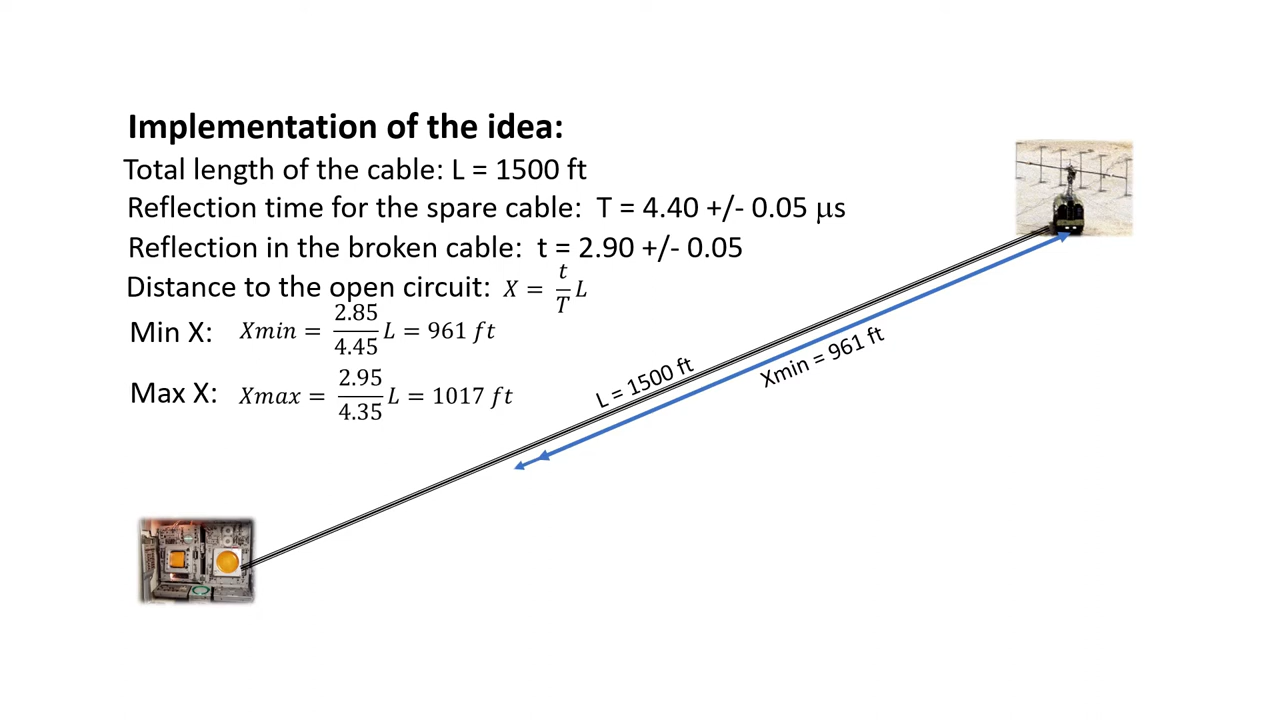 Implementation of the idea:
Total length of the cable: L = 1500 ft
Reflection time for the spare cable:  T = 4.40 +/- 0.05 μs
Reflection in the broken cable:  t = 2.90 +/- 0.05
Distance to the open circuit: X = t/T L
Min X: Xmin = 2.85/4.45 L = 961 ft
Max X: Xmax = 2.95/4.35 L = 1017 ft
L = 1500 ft
Xmin = 961 ft